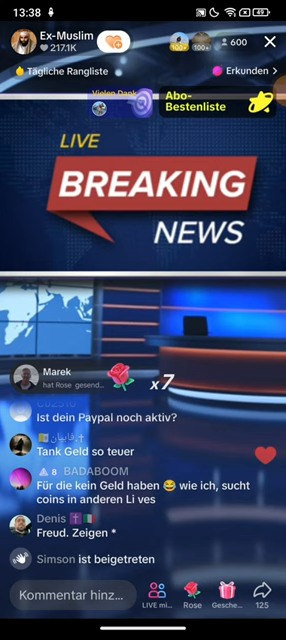 13:38
49
Ex-Muslim
217.1K
100+
100+
600
Tägliche Rangliste
Erkunden >
Vielen Dank
Abo-
Bestenliste
LIVE
BREAKING
NEWS
Marek
hat Rose gesend...
x7
Ist dein Paypal noch aktiv?
فابيان
Tank Geld so teuer
8 BADABOOM
Für die kein Geld haben 😂 wie ich, sucht
coins in anderen Li ves
Denis ✝️🇮🇹
Freud. Zeigen *
Simson ist beigetreten
Kommentar hinz...
LIVE mi...
Rose
Gesche...
125